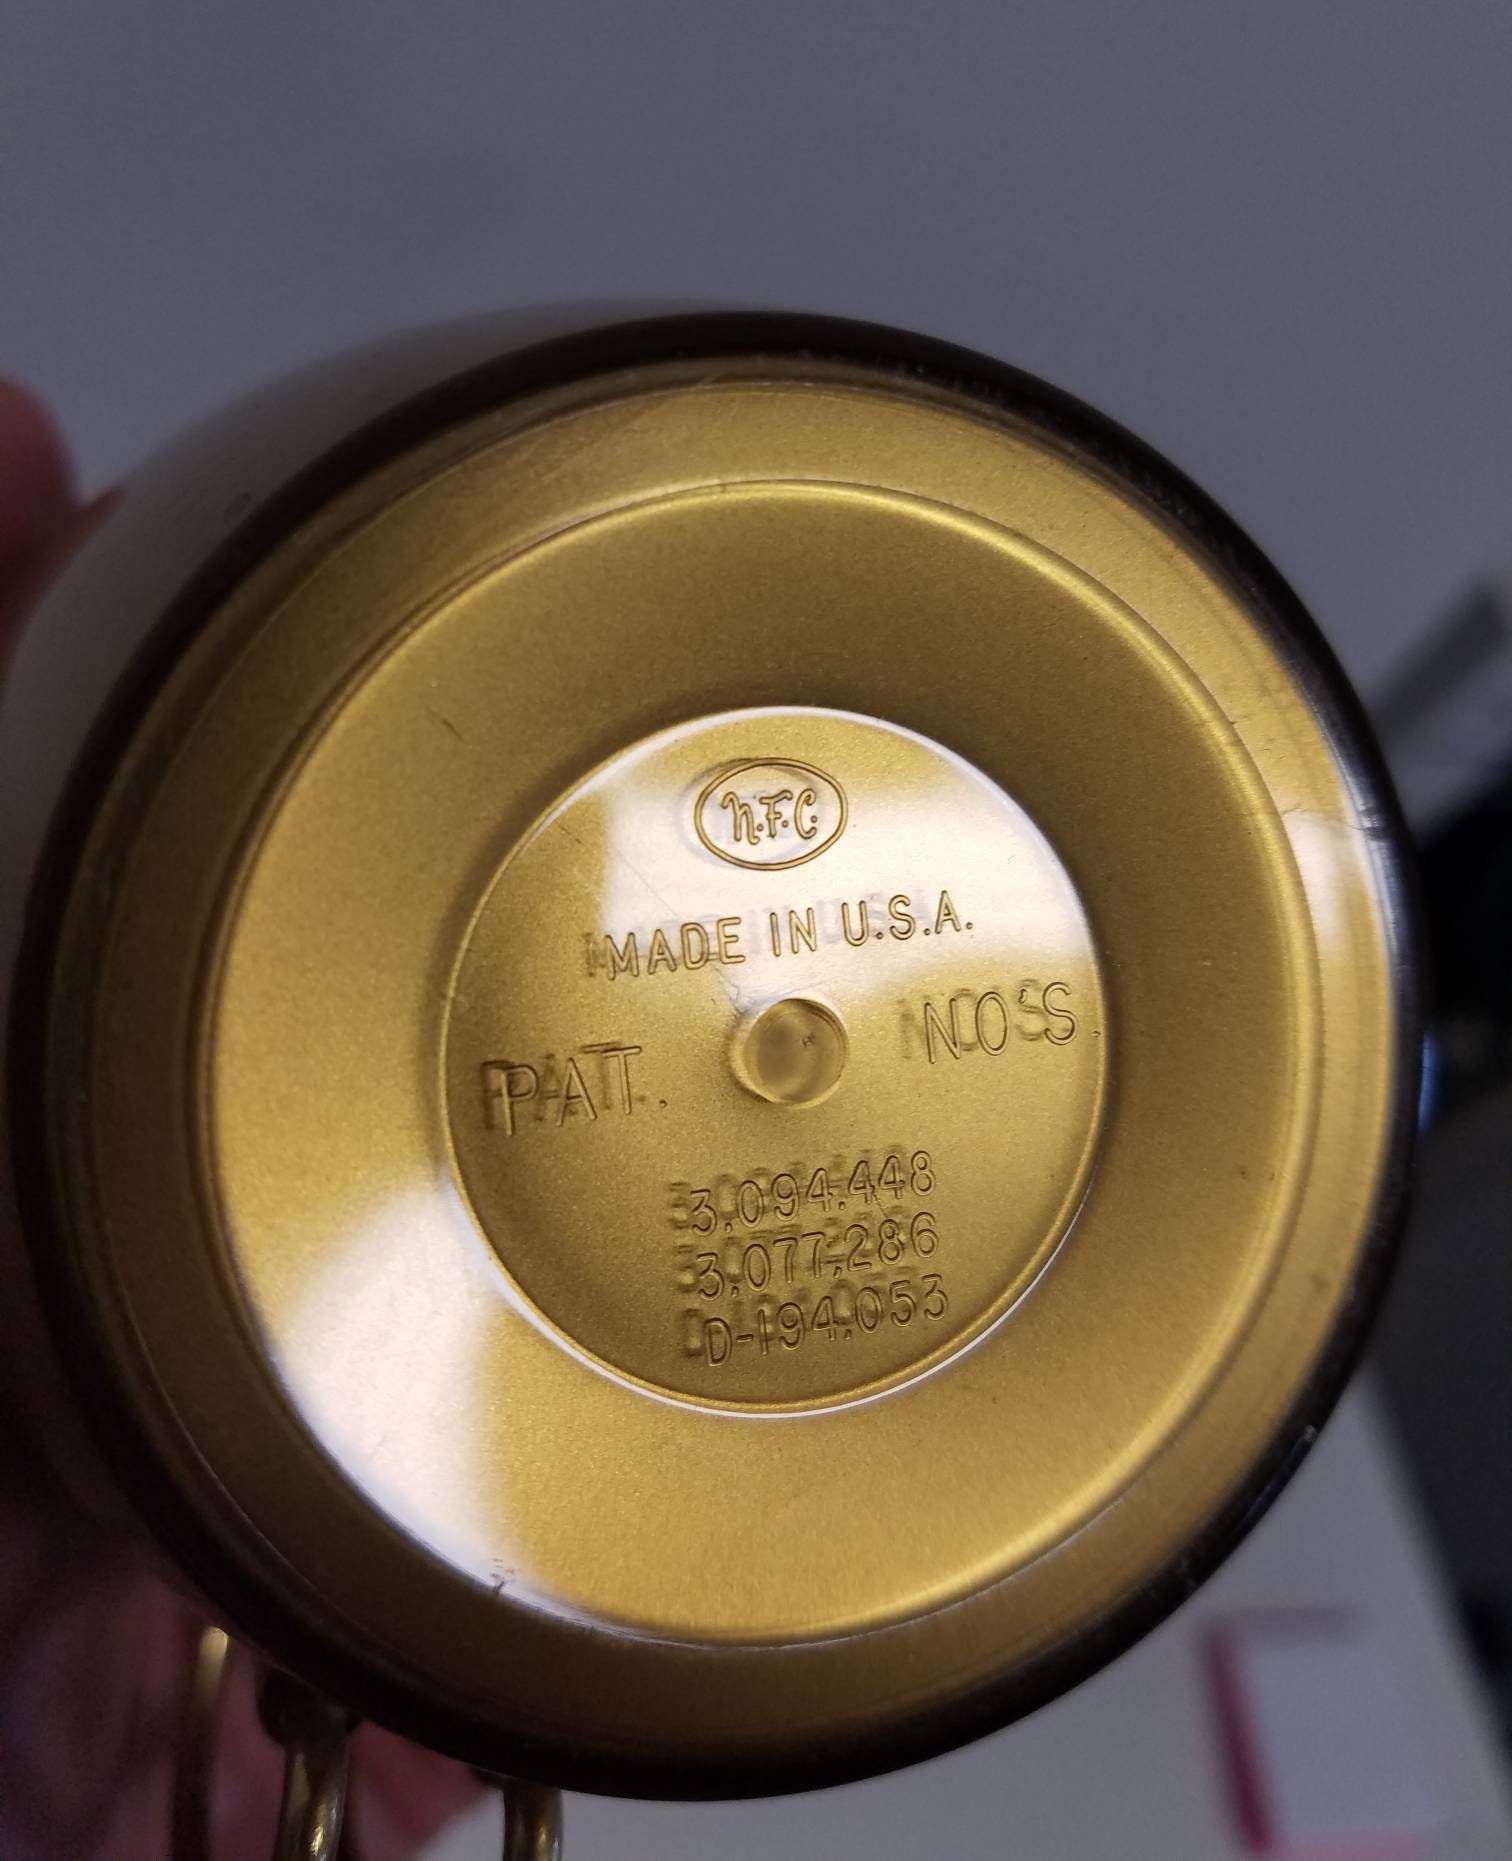 N.F.C.
MADE IN U.S.A.
PAT. NO'S.
3,094,448
3,077,286
D-194,053